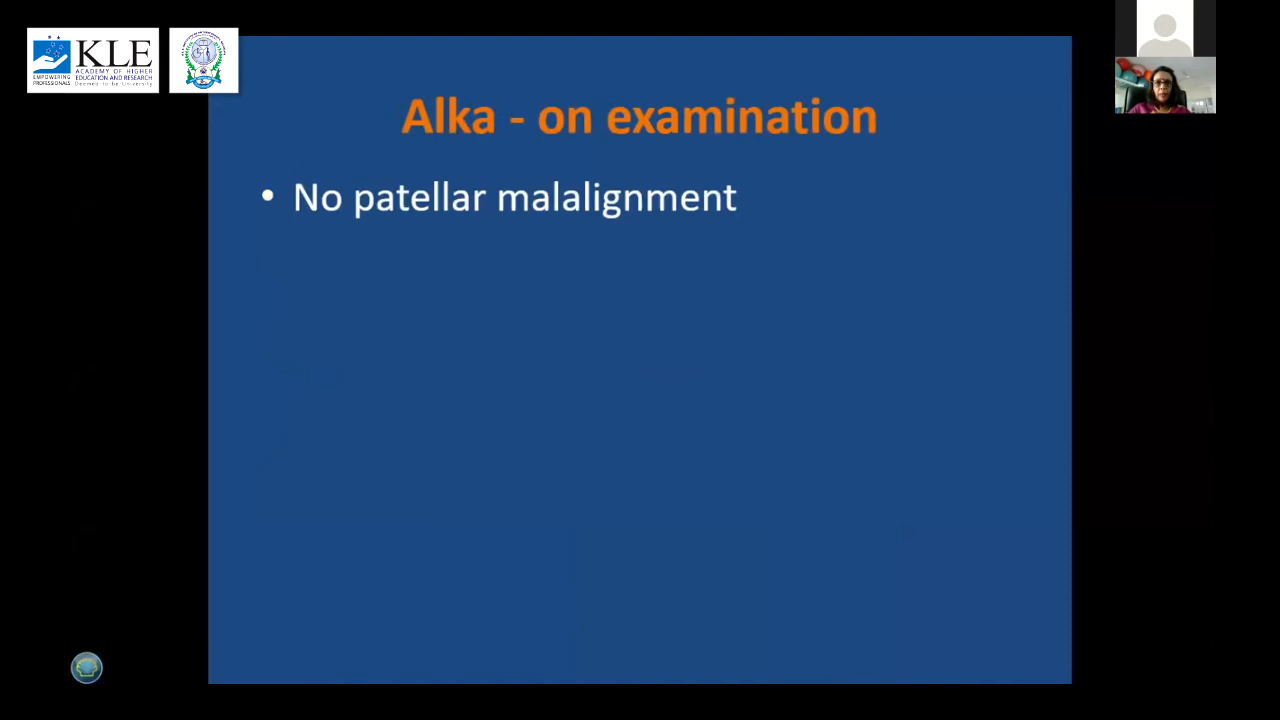 KLE
ACADEMY OF HIGHER
EDUCATION AND RESEARCH
Deemed-to-be-University
EMPOWERING
PROFESSIONALS
Alka - on examination
• No patellar malalignment